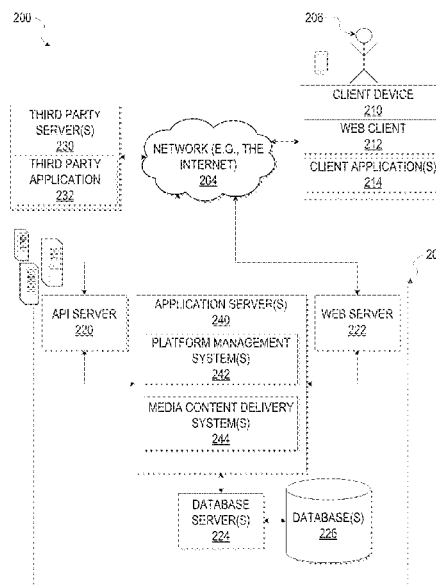 200
206
CLIENT DEVICE
210
WEB CLIENT
212
CLIENT APPLICATION(S)
214
THIRD PARTY
SERVER(S)
230
THIRD PARTY
APPLICATION
232
NETWORK (E.G., THE
INTERNET)
204
API SERVER
220
APPLICATION SERVER(S)
240
PLATFORM MANAGEMENT
SYSTEM(S)
242
MEDIA CONTENT DELIVERY
SYSTEM(S)
244
WEB SERVER
222
DATABASE
SERVER(S)
224
DATABASE(S)
226